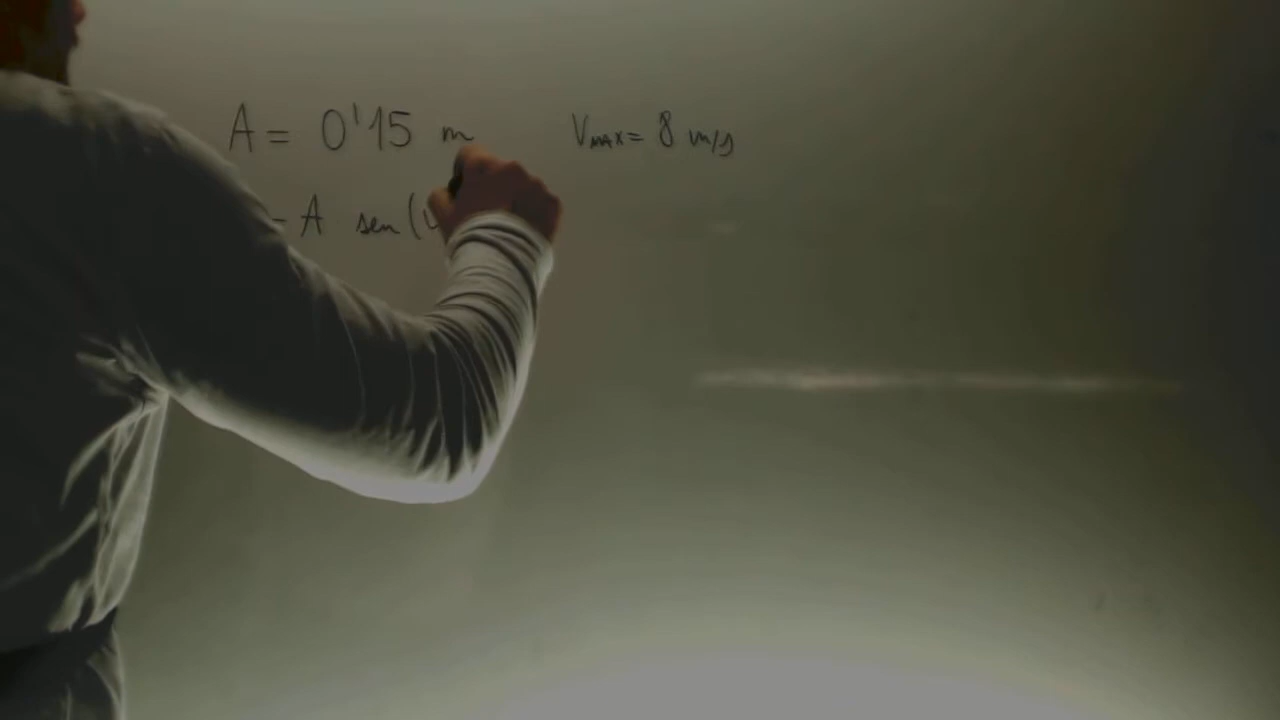 A = 0'15 m VMAX = 8 m/s
= A sen(